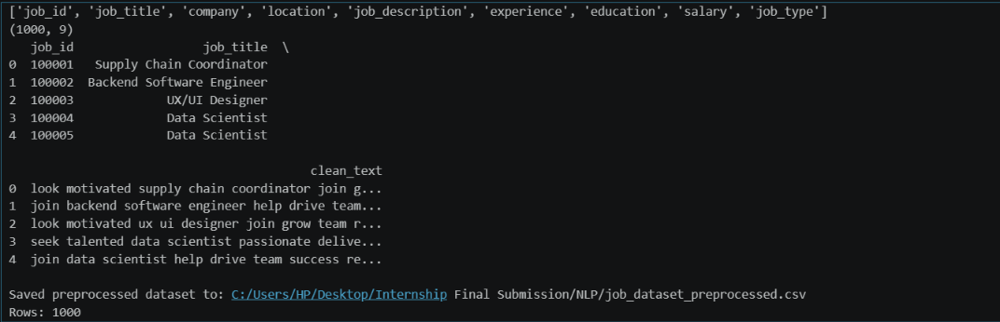 ['job_id', 'job_title', 'company', 'location', 'job_description', 'experience', 'education', 'salary', 'job_type']
(1000, 9)
job_id job_title \
0 100001 Supply Chain Coordinator
1 100002 Backend Software Engineer
2 100003 UX/UI Designer
3 100004 Data Scientist
4 100005 Data Scientist
clean_text
0 look motivated supply chain coordinator join g...
1 join backend software engineer help drive team...
2 look motivated ux ui designer join grow team r...
3 seek talented data scientist passionate delive...
4 join data scientist help drive team success re...
Saved preprocessed dataset to: C:/Users/HP/Desktop/Internship Final Submission/NLP/job_dataset_preprocessed.csv
Rows: 1000